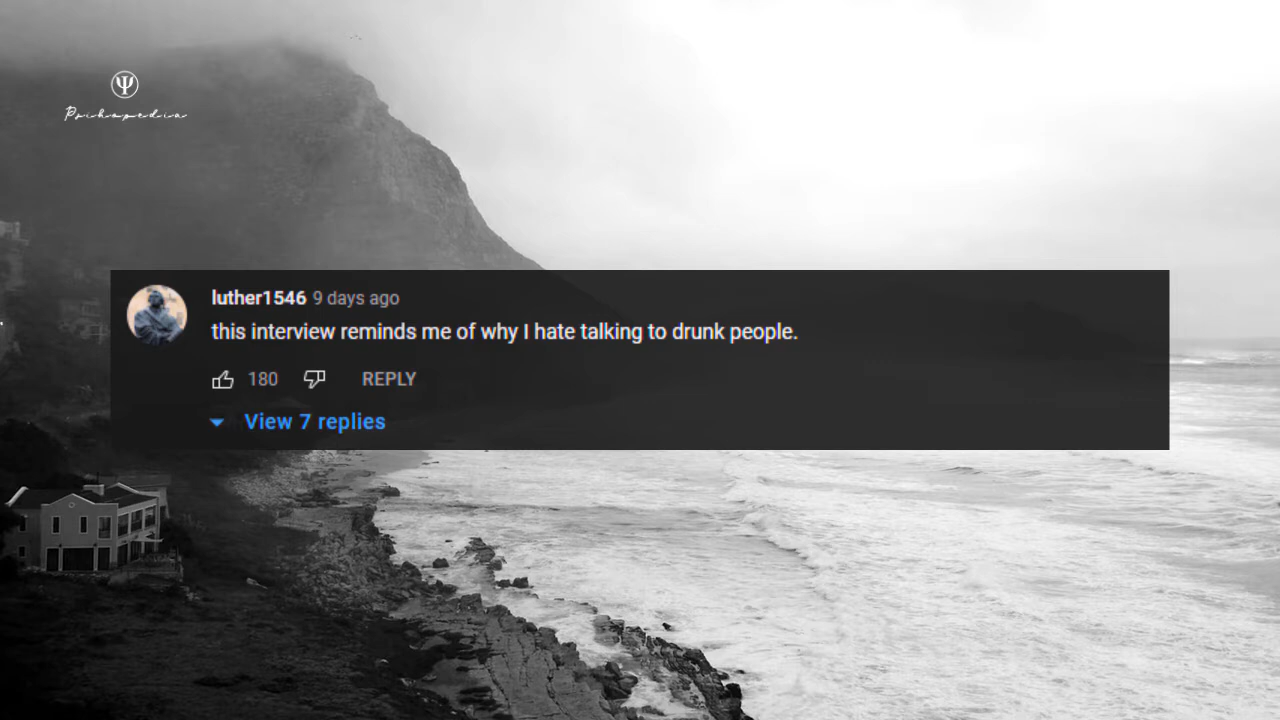 Ψ
Psihopedia
luther1546 9 days ago
this interview reminds me of why I hate talking to drunk people.
180 REPLY
View 7 replies